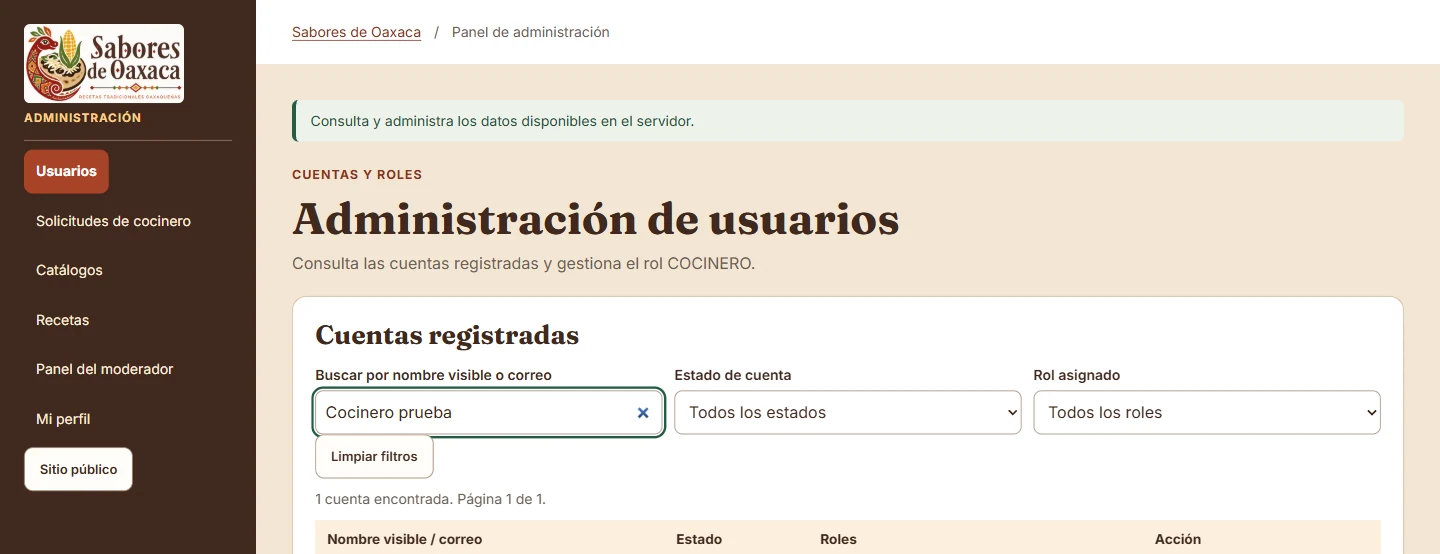 Sabores
de Oaxaca
RECETAS TRADICIONALES OAXAQUEÑAS
ADMINISTRACIÓN
Usuarios
Solicitudes de cocinero
Catálogos
Recetas
Panel del moderador
Mi perfil
Sitio público
Sabores de Oaxaca / Panel de administración
Consulta y administra los datos disponibles en el servidor.
CUENTAS Y ROLES
Administración de usuarios
Consulta las cuentas registradas y gestiona el rol COCINERO.
Cuentas registradas
Buscar por nombre visible o correo Estado de cuenta Rol asignado
Cocinero prueba Todos los estados Todos los roles
Limpiar filtros
1 cuenta encontrada. Página 1 de 1.
Nombre visible / correo Estado Roles Acción